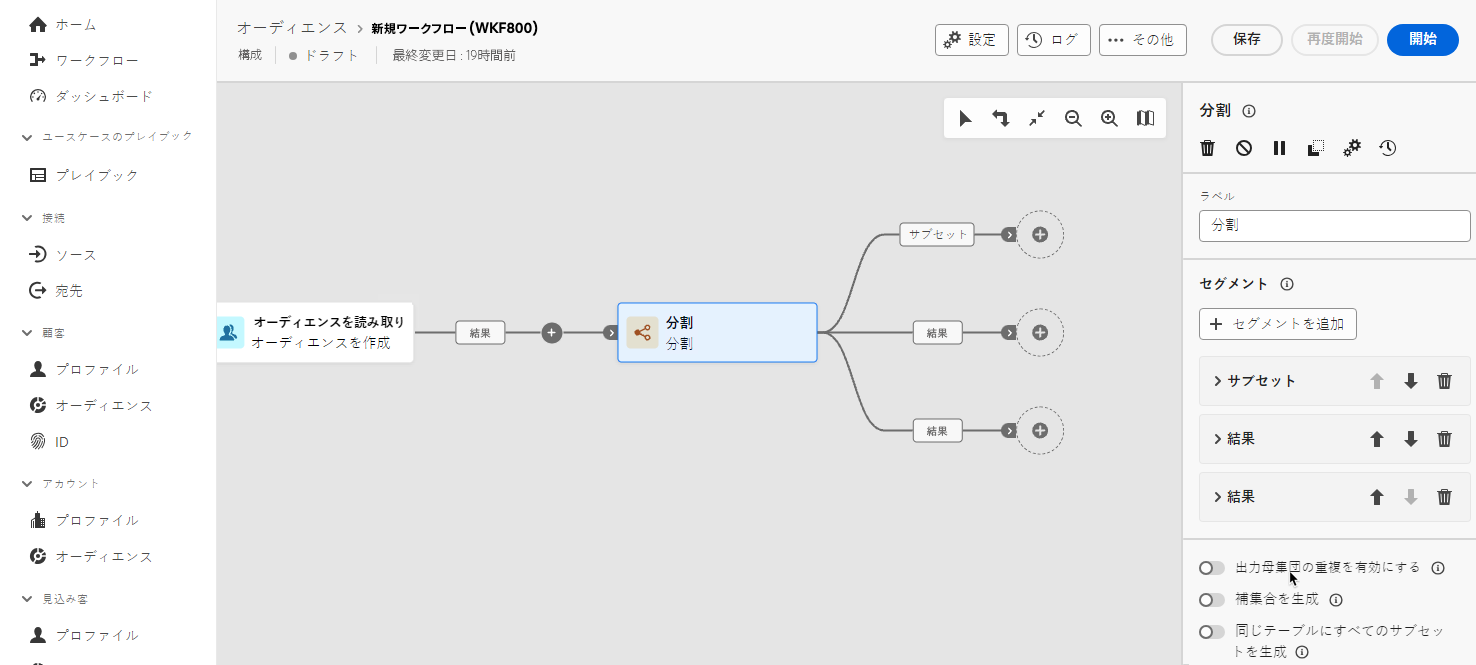 ホーム
ワークフロー
ダッシュボード
ユースケースのプレイブック
プレイブック
接続
ソース
宛先
顧客
プロファイル
オーディエンス
ID
アカウント
プロファイル
オーディエンス
見込み客
プロファイル
オーディエンス > 新規ワークフロー (WKF800)
構成 ドラフト 最終変更日 : 19時間前
設定 ログ その他 保存 再度開始 開始
オーディエンスを読み取り
オーディエンスを作成
結果
分割
分割
サブセット
結果
結果
分割
ラベル
分割
セグメント
セグメントを追加
サブセット
結果
結果
出力母集団の重複を有効にする
補集合を生成
同じテーブルにすべてのサブセッ
トを生成